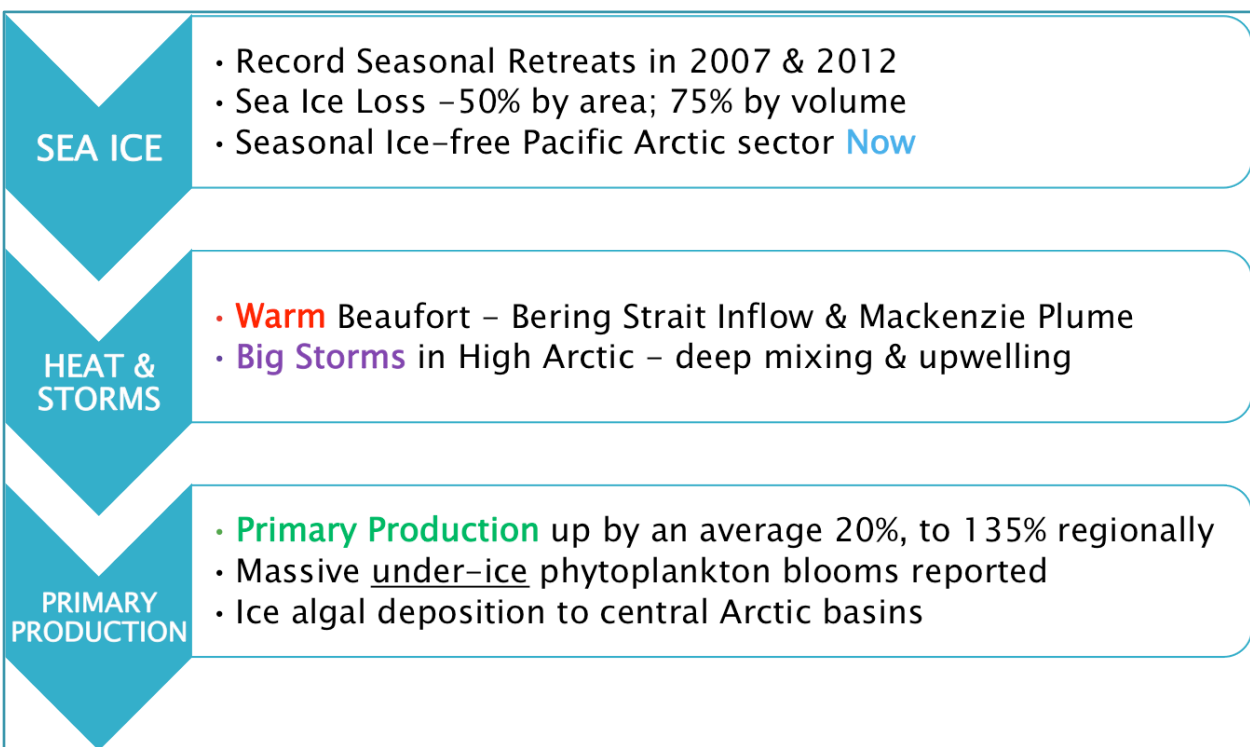 SEA ICE
• Record Seasonal Retreats in 2007 & 2012
• Sea Ice Loss -50% by area; 75% by volume
• Seasonal Ice-free Pacific Arctic sector Now
HEAT &
STORMS
• Warm Beaufort - Bering Strait Inflow & Mackenzie Plume
• Big Storms in High Arctic - deep mixing & upwelling
PRIMARY
PRODUCTION
• Primary Production up by an average 20%, to 135% regionally
• Massive under-ice phytoplankton blooms reported
• Ice algal deposition to central Arctic basins